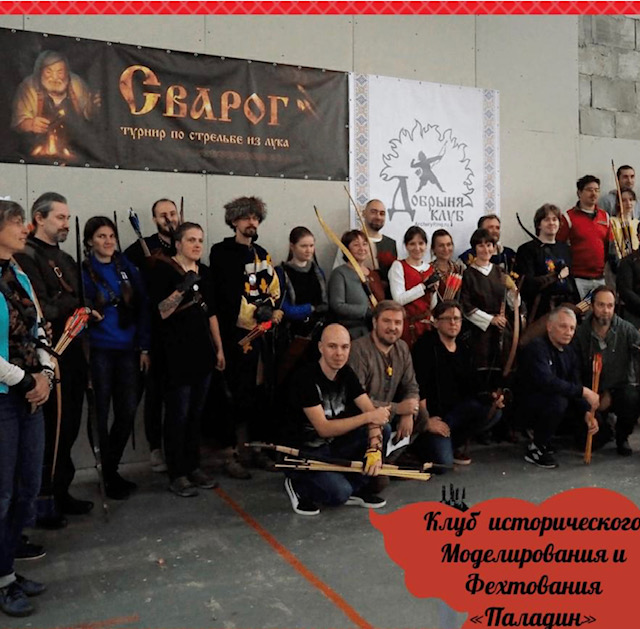 Сварог
турнир по стрельбе из лука
Добрыня
клуб
Клуб исторического
Моделирования и
Фехтования
«Паладин»